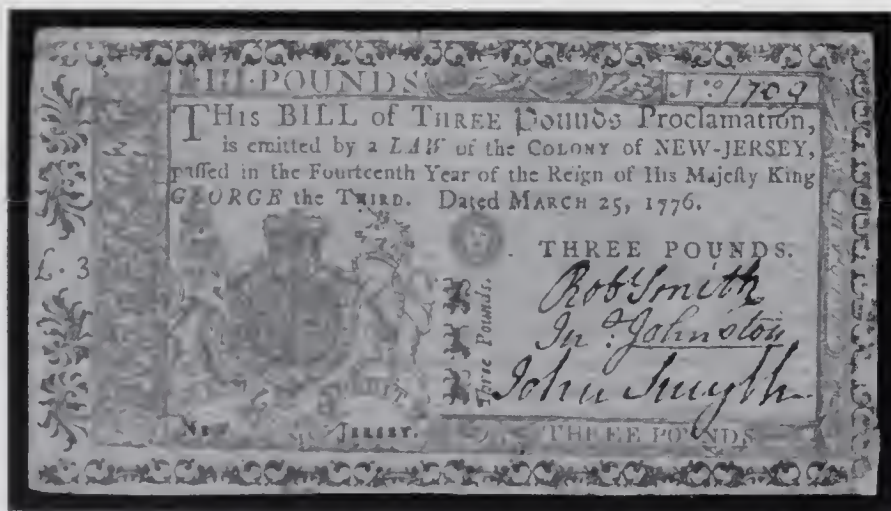 III. POUNDS. No 1709
THIS BILL of THREE Pounds Proclamation,
is emitted by a LAW of the COLONY of NEW-JERSEY,
passed in the Fourteenth Year of the Reign of His Majesty King
GEORGE the THIRD. Dated MARCH 25, 1776.
THREE POUNDS.
£. 3
Three Pounds.
Robt Smith
Jno. Johnston
John Smyth
NEW JERSEY.
THREE POUNDS